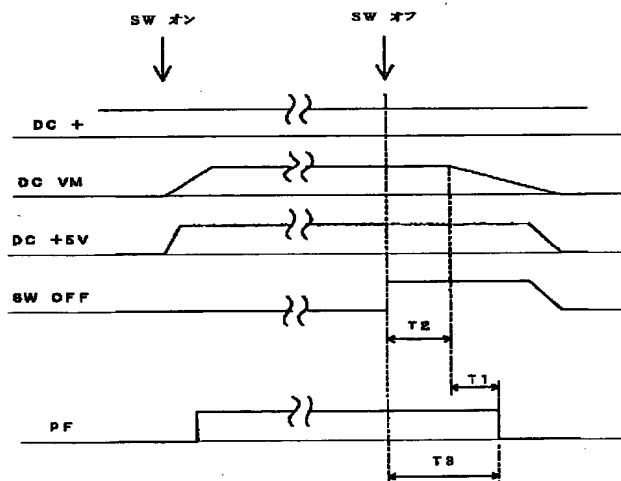 SW オン
SW オフ
DC +
DC VM
DC +5V
SW OFF
T2
T1
PF
T3